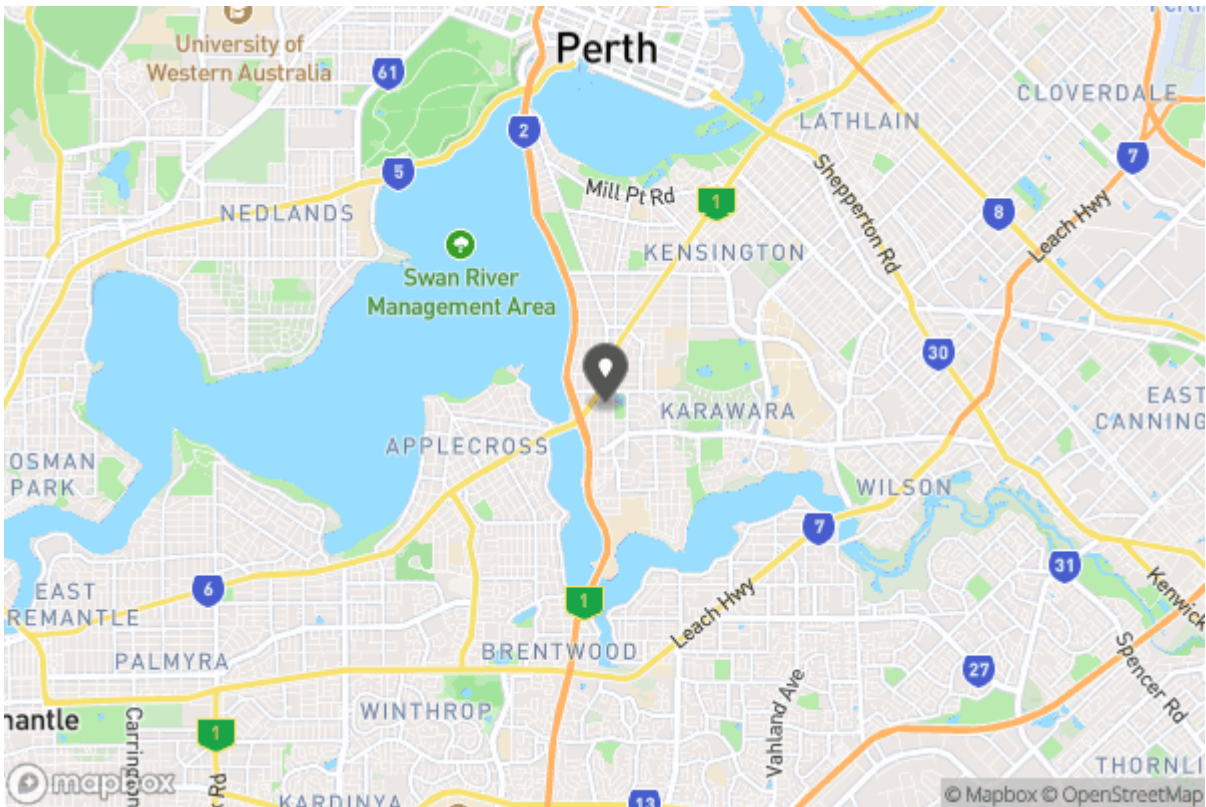 University of
Western Australia
Perth
61
CLOVERDALE
LATHLAIN
2
7
5
Mill Pt Rd
1
Shepperton Rd
8
Leach Hwy
NEDLANDS
KENSINGTON
Swan River
Management Area
30
EAST
CANNING
KARAWARA
APPLECROSS
OSMAN
PARK
WILSON
7
6
31
EAST
REMANTLE
1
Leach Hwy
Kenwick
BRENTWOOD
PALMYRA
27
Spencer Rd
Vahland Ave
WINTHROP
mantle
1
Carrington
THORNLI
mapbox
KARDINYA
13
© Mapbox © OpenStreetMap